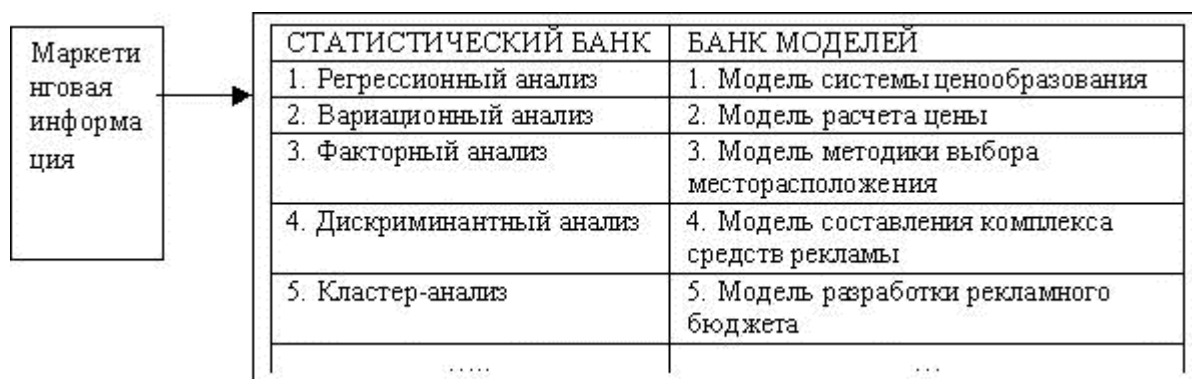 Маркети
нговая
информа
ция
СТАТИСТИЧЕСКИЙ БАНК
БАНК МОДЕЛЕЙ
1. Регрессионный анализ
1. Модель системы ценообразования
2. Вариационный анализ
2. Модель расчета цены
3. Факторный анализ
3. Модель методики выбора
месторасположения
4. Дискриминантный анализ
4. Модель составления комплекса
средств рекламы
5. Кластер-анализ
5. Модель разработки рекламного
бюджета
.....
...